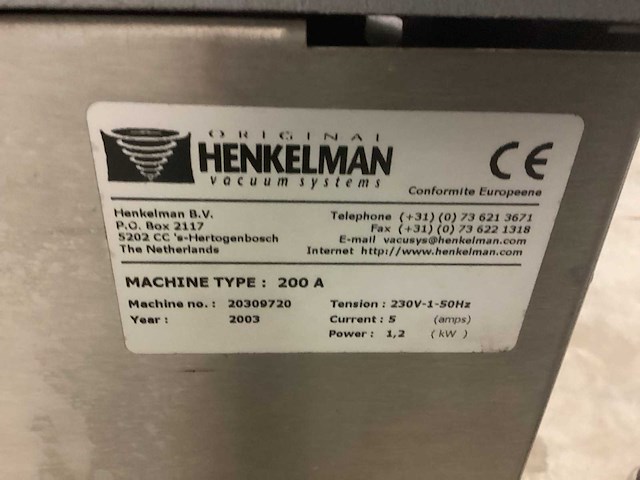 ORIGINAL
HENKELMAN
vacuum systems
CE
Conformite Europeene
Henkelman B.V.
P.O. Box 2117
5202 CC 's-Hertogenbosch
The Netherlands
Telephone (+31) (0) 73 621 3671
Fax (+31) (0) 73 622 1318
E-mail vacusys@henkelman.com
Internet http://www.henkelman.com
MACHINE TYPE : 200 A
Machine no. : 20309720
Year : 2003
Tension : 230V-1-50Hz
Current : 5 (amps)
Power : 1,2 ( kW )